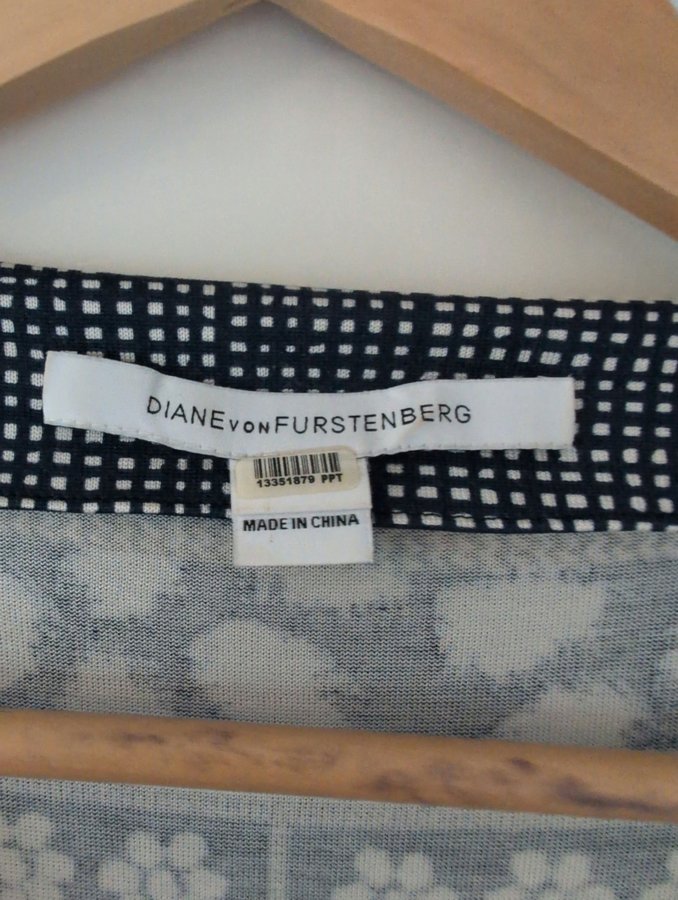 DIANE VON FURSTENBERG
13351879 PPT
MADE IN CHINA